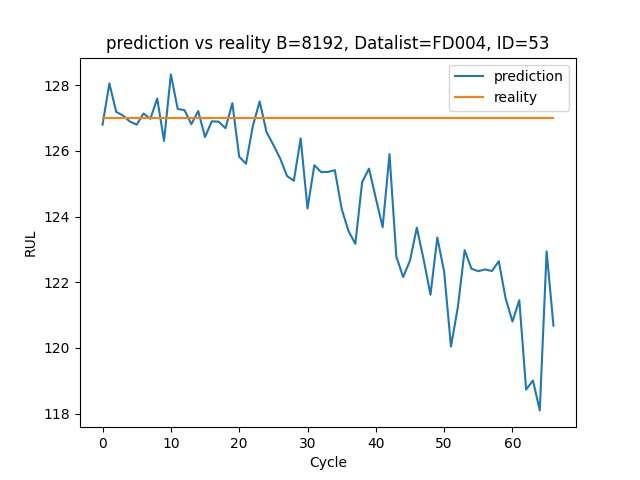 prediction vs reality B=8192, Datalist=FD004, ID=53
prediction
reality
128
126
124
122
120
118
RUL
0 10 20 30 40 50 60
Cycle